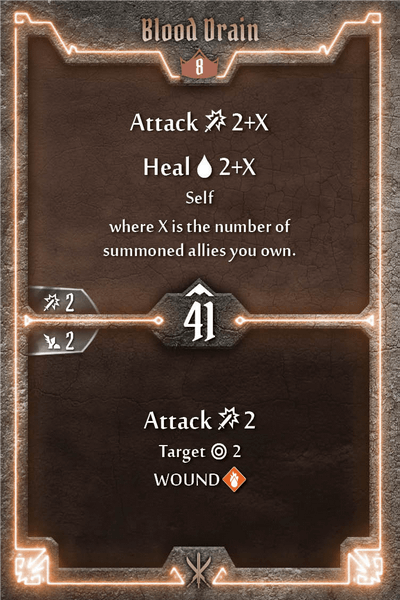 Blood Drain
8
Attack 2+X
Heal 2+X
Self
where X is the number of
summoned allies you own.
2
41
2
Attack 2
Target 2
WOUND